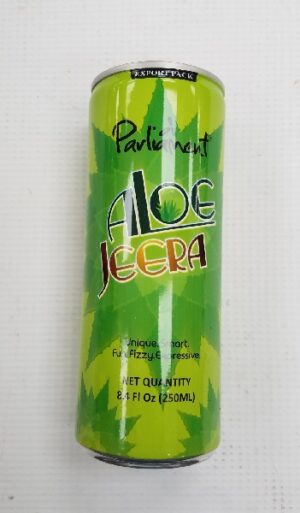 EXPORT PACK
Parliament
ALOE
JEERA
Unique.Smart.
Fun.Fizzy.Expressive.
NET QUANTITY
8.4 Fl Oz (250ML)